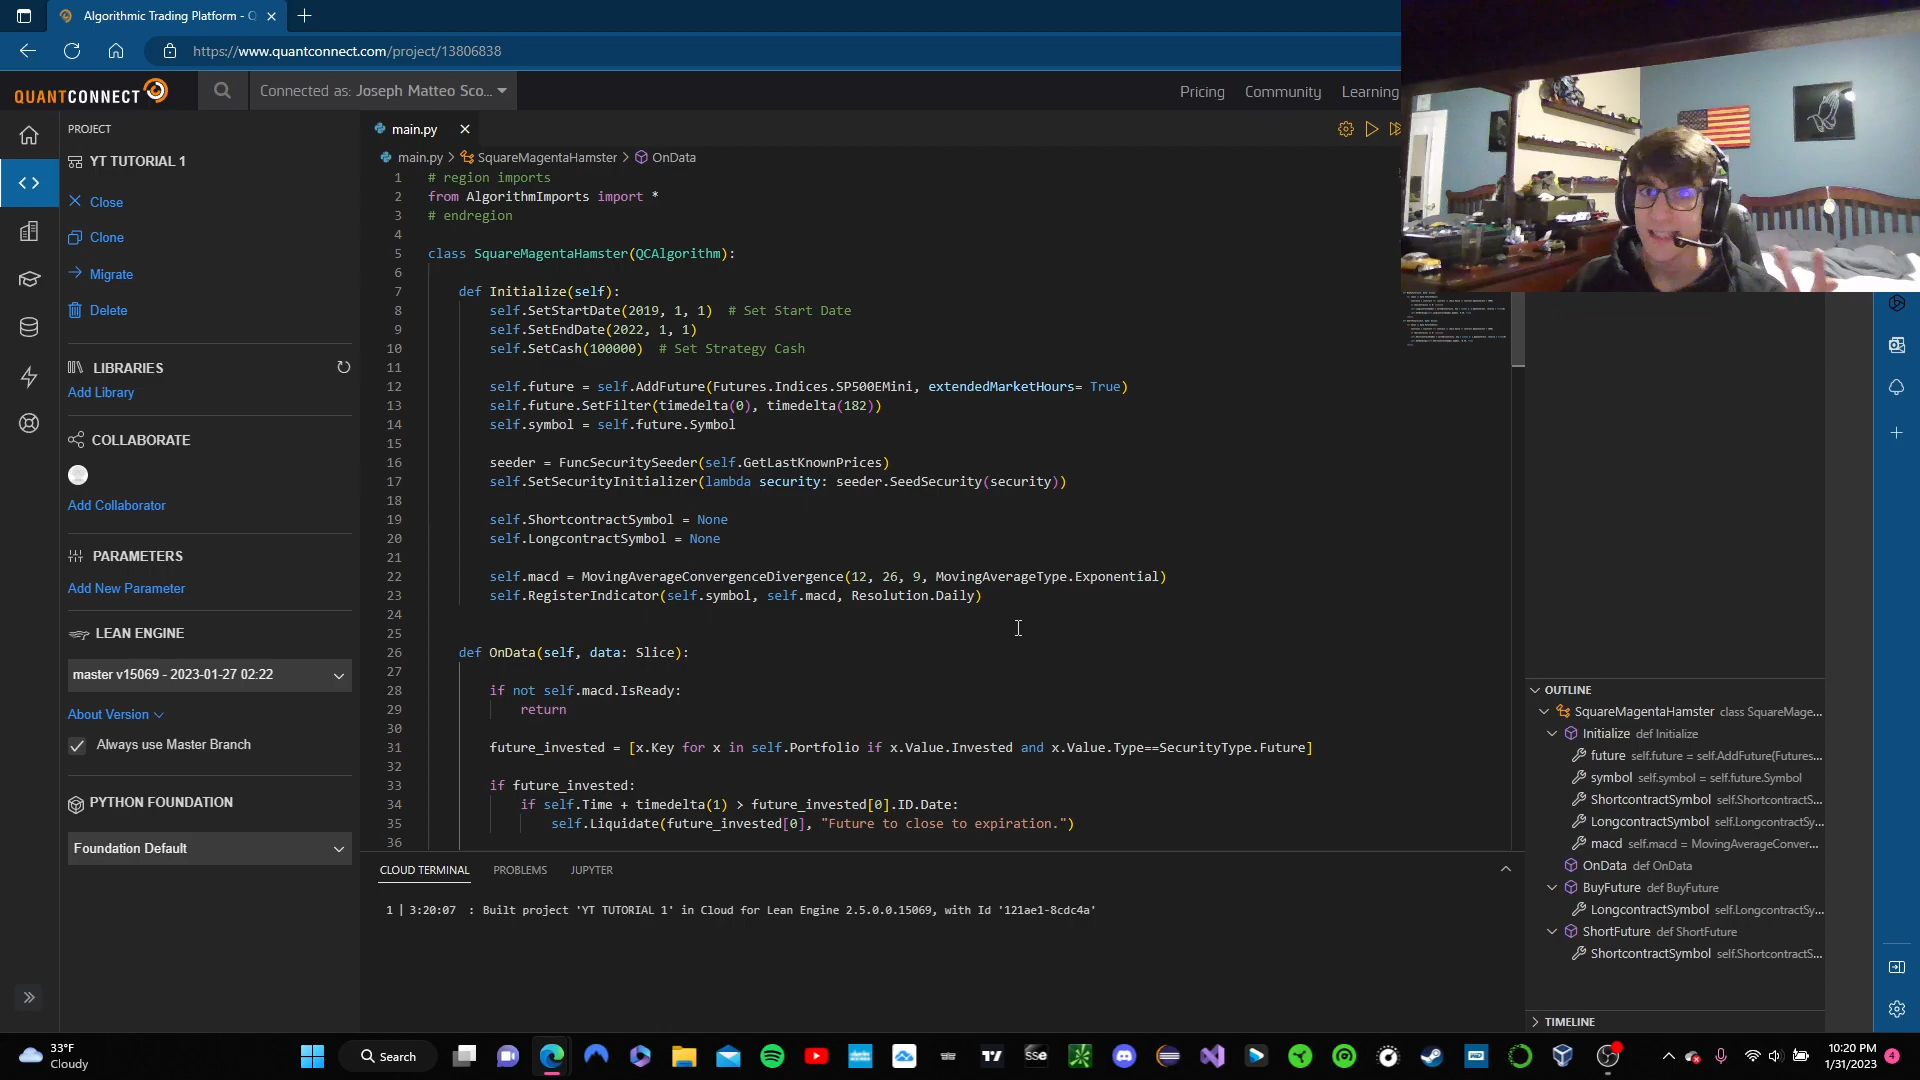 Algorithmic Trading Platform - Q
https://www.quantconnect.com/project/13806838
QUANTCONNECT
Connected as: Joseph Matteo Sco...
Pricing
Community
Learning
PROJECT
YT TUTORIAL 1
Close
Clone
Migrate
Delete
LIBRARIES
Add Library
COLLABORATE
Add Collaborator
PARAMETERS
Add New Parameter
LEAN ENGINE
master v15069 - 2023-01-27 02:22
About Version
Always use Master Branch
PYTHON FOUNDATION
Foundation Default
main.py
main.py > SquareMagentaHamster > OnData
1 # region imports
2 from AlgorithmImports import *
3 # endregion
4
5 class SquareMagentaHamster(QCAlgorithm):
6
7 def Initialize(self):
8 self.SetStartDate(2019, 1, 1) # Set Start Date
9 self.SetEndDate(2022, 1, 1)
10 self.SetCash(100000) # Set Strategy Cash
11
12 self.future = self.AddFuture(Futures.Indices.SP500EMini, extendedMarketHours= True)
13 self.future.SetFilter(timedelta(0), timedelta(182))
14 self.symbol = self.future.Symbol
15
16 seeder = FuncSecuritySeeder(self.GetLastKnownPrices)
17 self.SetSecurityInitializer(lambda security: seeder.SeedSecurity(security))
18
19 self.ShortcontractSymbol = None
20 self.LongcontractSymbol = None
21
22 self.macd = MovingAverageConvergenceDivergence(12, 26, 9, MovingAverageType.Exponential)
23 self.RegisterIndicator(self.symbol, self.macd, Resolution.Daily)
24
25
26 def OnData(self, data: Slice):
27
28 if not self.macd.IsReady:
29 return
30
31 future_invested = [x.Key for x in self.Portfolio if x.Value.Invested and x.Value.Type==SecurityType.Future]
32
33 if future_invested:
34 if self.Time + timedelta(1) > future_invested[0].ID.Date:
35 self.Liquidate(future_invested[0], "Future to close to expiration.")
36
CLOUD TERMINAL
PROBLEMS
JUPYTER
1 | 3:20:07 : Built project 'YT TUTORIAL 1' in Cloud for Lean Engine 2.5.0.0.15069, with Id '121ae1-8cdc4a'
OUTLINE
SquareMagentaHamster class SquareMage...
Initialize def Initialize
future self.future = self.AddFuture(Futures...
symbol self.symbol = self.future.Symbol
ShortcontractSymbol self.ShortcontractS...
LongcontractSymbol self.LongcontractSy...
macd self.macd = MovingAverageConver...
OnData def OnData
BuyFuture def BuyFuture
LongcontractSymbol self.LongcontractSy...
ShortFuture def ShortFuture
ShortcontractSymbol self.ShortcontractS...
TIMELINE
33°F
Cloudy
Search
SSE
10:20 PM
1/31/2023
4